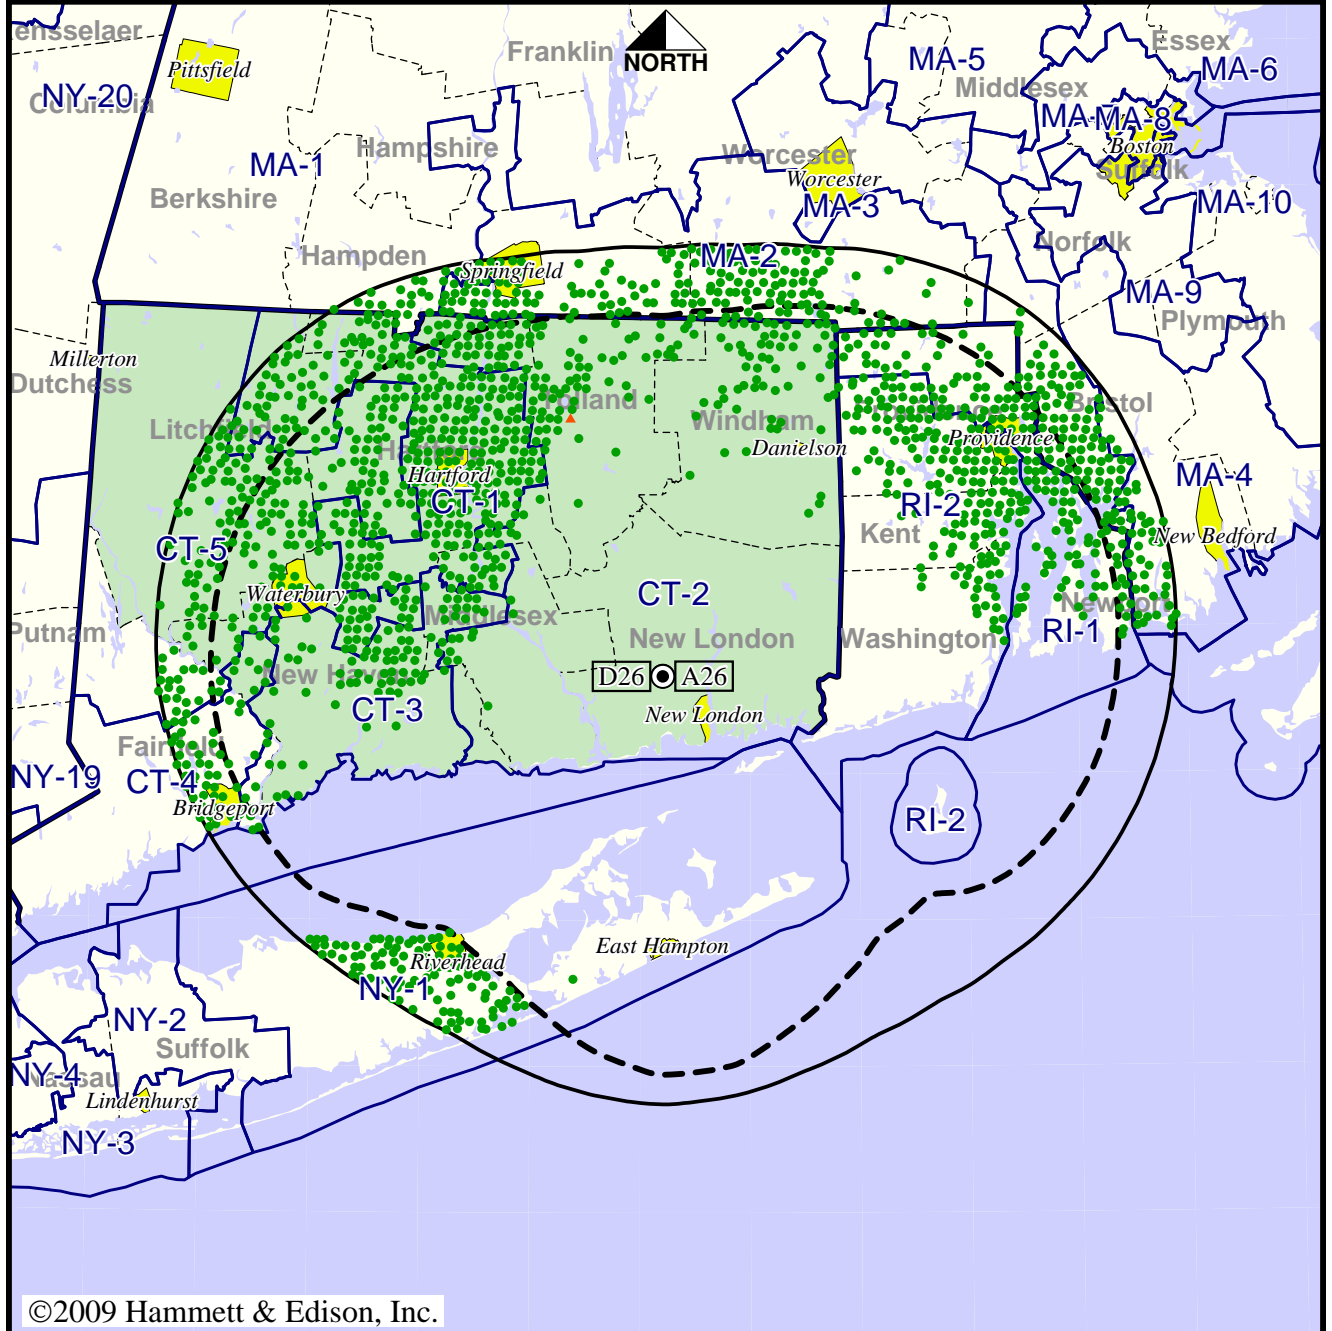 ensselaer
Pittsfield
NY-20
Columbia
Franklin
NORTH
Essex
MA-5
MA-6
Middlesex
MA-8
Boston
Suffolk
Hampshire
MA-1
Berkshire
Worcester
Worcester
MA-3
MA-10
Norfolk
Hampden
Springfield
MA-2
MA-9
Plymouth
Millerton
Dutchess
Litchfield
Tolland
Windham
Danielson
Providence
Bristol
Hartford
CT-1
MA-4
RI-2
Kent
New Bedford
CT-5
Waterbury
CT-2
Middlesex
Newport
Putnam
New London
Washington
RI-1
New Haven
D26
A26
CT-3
New London
Fairfield
NY-19
CT-4
Bridgeport
RI-2
East Hampton
Riverhead
NY-1
NY-2
Suffolk
NY-4
Nassau
Lindenhurst
NY-3
©2009 Hammett & Edison, Inc.